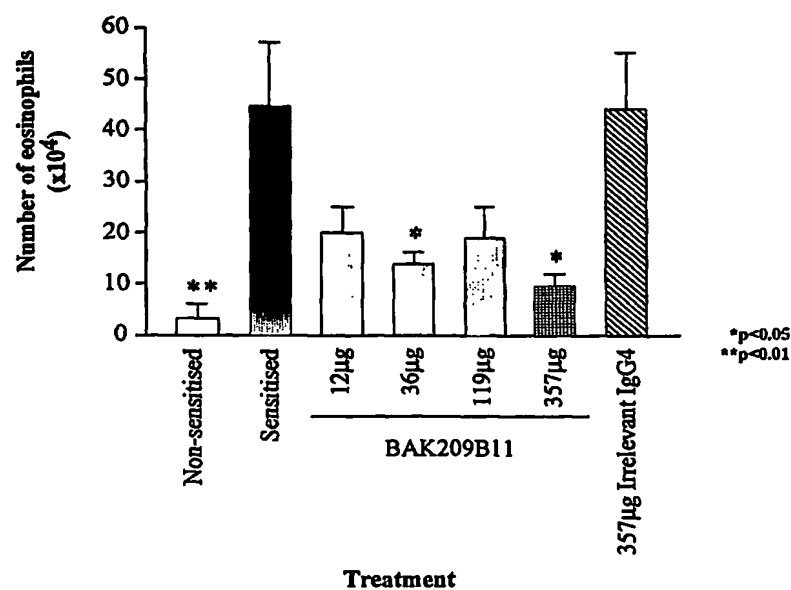 Number of eosinophils
(x10⁴)
60
50
40
30
20
10
0
**
*
*
*p<0.05
**p<0.01
Non-sensitised
Sensitised
12µg
36µg
119µg
357µg
357µg Irrelevant IgG4
BAK209B11
Treatment